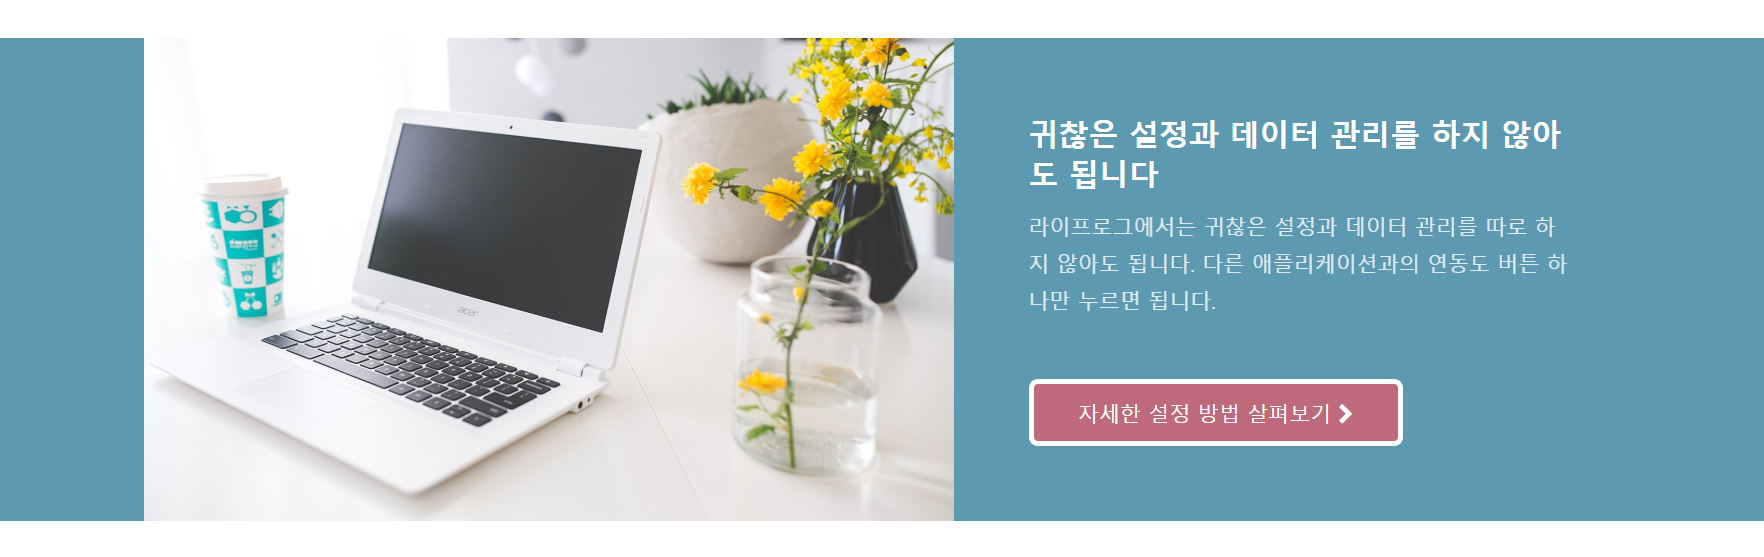 귀찮은 설정과 데이터 관리를 하지 않아
도 됩니다
라이프로그에서는 귀찮은 설정과 데이터 관리를 따로 하
지 않아도 됩니다. 다른 애플리케이션과의 연동도 버튼 하
나만 누르면 됩니다.
자세한 설정 방법 살펴보기
acer